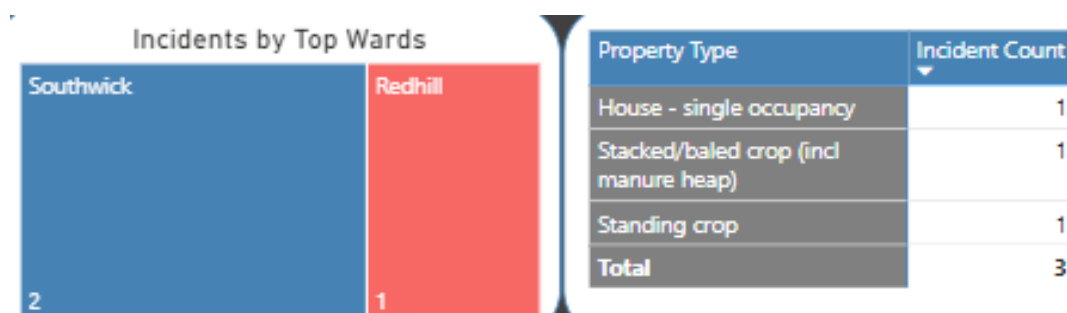 Incidents by Top Wards
Southwick
Redhill
2
1
Property Type
Incident Count
House - single occupancy
1
Stacked/baled crop (incl
manure heap)
1
Standing crop
1
Total
3